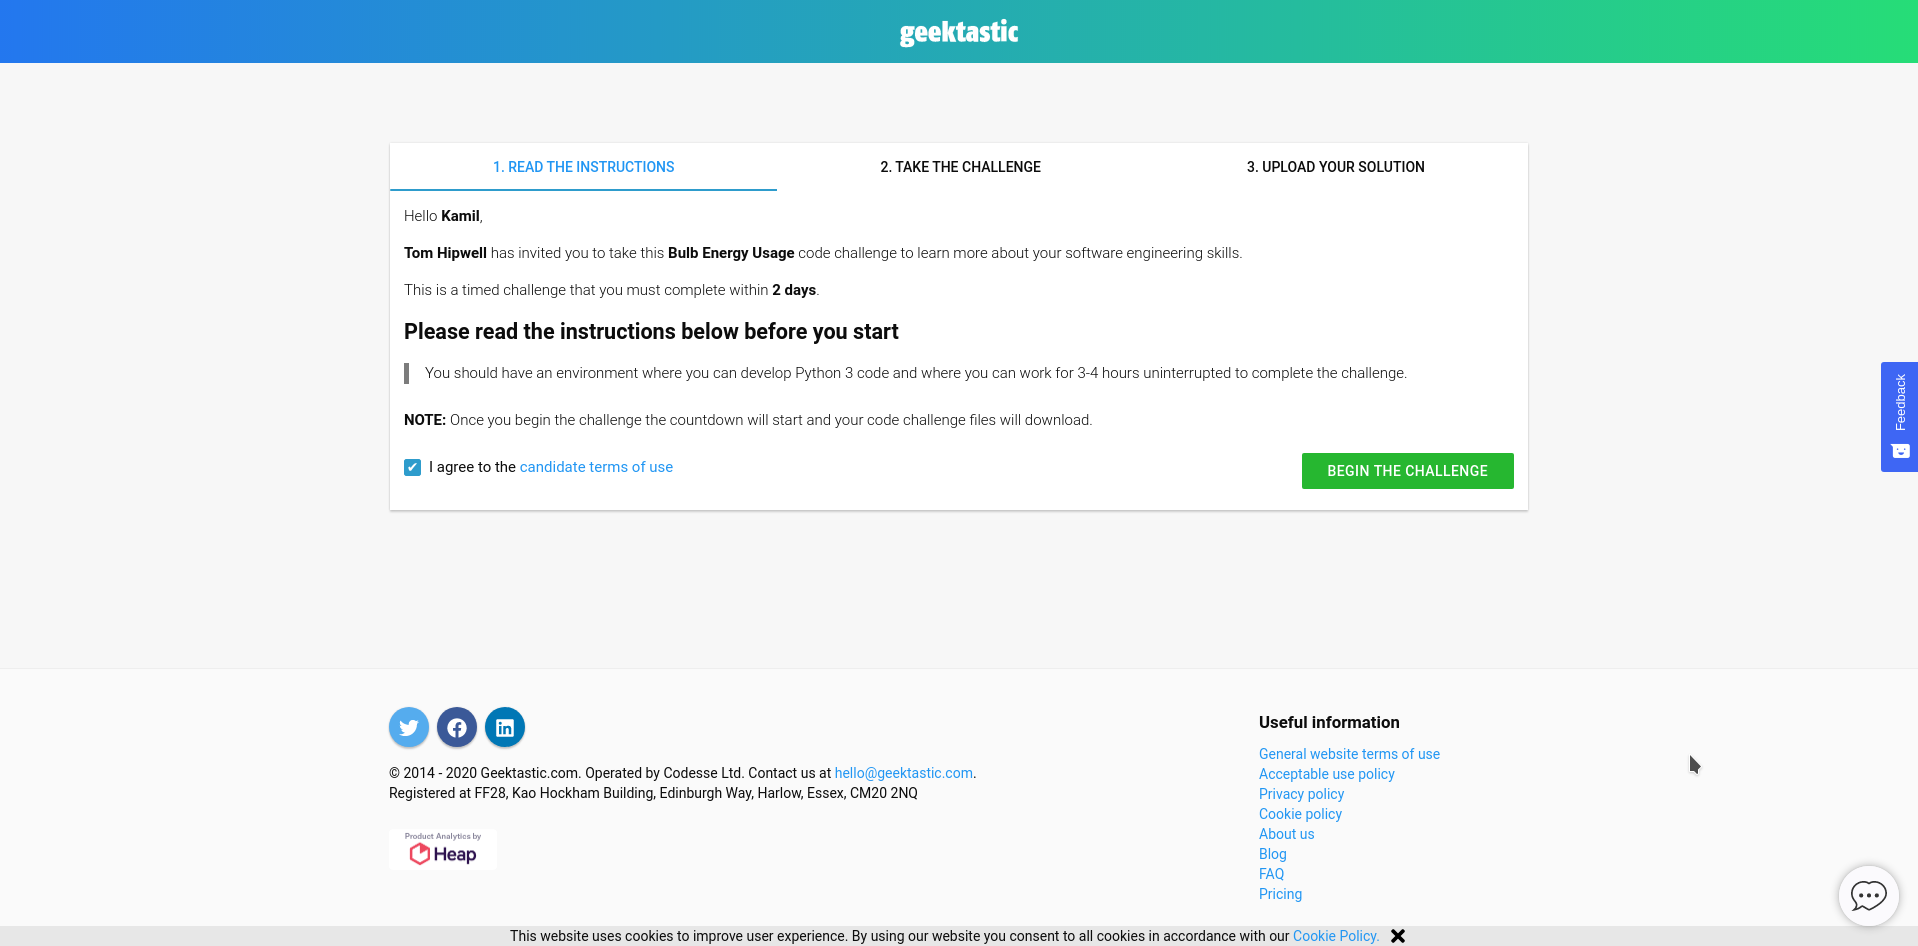 geektastic
1. READ THE INSTRUCTIONS
2. TAKE THE CHALLENGE
3. UPLOAD YOUR SOLUTION
Hello Kamil,
Tom Hipwell has invited you to take this Bulb Energy Usage code challenge to learn more about your software engineering skills.
This is a timed challenge that you must complete within 2 days.
Please read the instructions below before you start
You should have an environment where you can develop Python 3 code and where you can work for 3-4 hours uninterrupted to complete the challenge.
NOTE: Once you begin the challenge the countdown will start and your code challenge files will download.
I agree to the candidate terms of use
BEGIN THE CHALLENGE
Feedback
© 2014 - 2020 Geektastic.com. Operated by Codesse Ltd. Contact us at hello@geektastic.com.
Registered at FF28, Kao Hockham Building, Edinburgh Way, Harlow, Essex, CM20 2NQ
Product Analytics by
Heap
Useful information
General website terms of use
Acceptable use policy
Privacy policy
Cookie policy
About us
Blog
FAQ
Pricing
This website uses cookies to improve user experience. By using our website you consent to all cookies in accordance with our Cookie Policy.